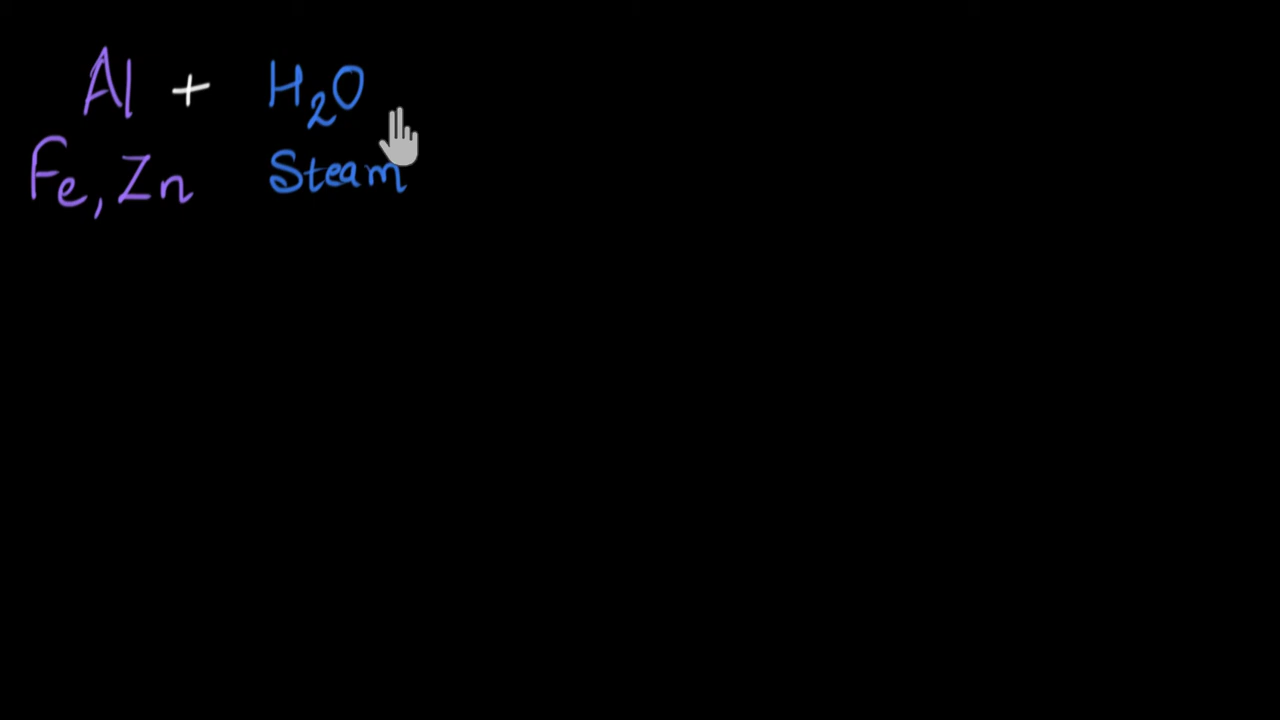 Al + H₂O
Fe, Zn Steam